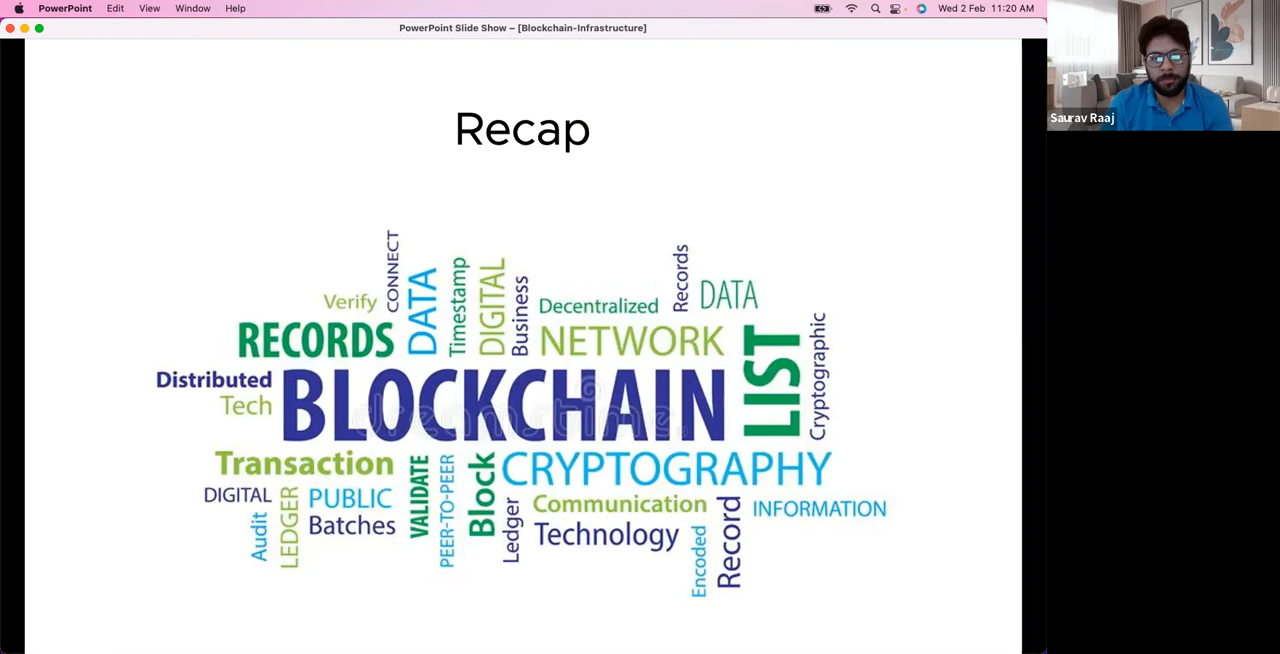 PowerPoint Edit View Window Help Wed 2 Feb 11:20 AM
PowerPoint Slide Show – [Blockchain-Infrastructure]
Saurav Raaj
Recap
CONNECT
Verify
DATA
Timestamp
DIGITAL
Business
Decentralized
Records
DATA
RECORDS
NETWORK
LIST
Cryptographic
Distributed
Tech
BLOCKCHAIN
dreamstime
Transaction
VALIDATE
PEER-TO-PEER
Block
CRYPTOGRAPHY
DIGITAL
LEDGER
PUBLIC
Audit
Batches
Ledger
Communication
Technology
Encoded
Record
INFORMATION